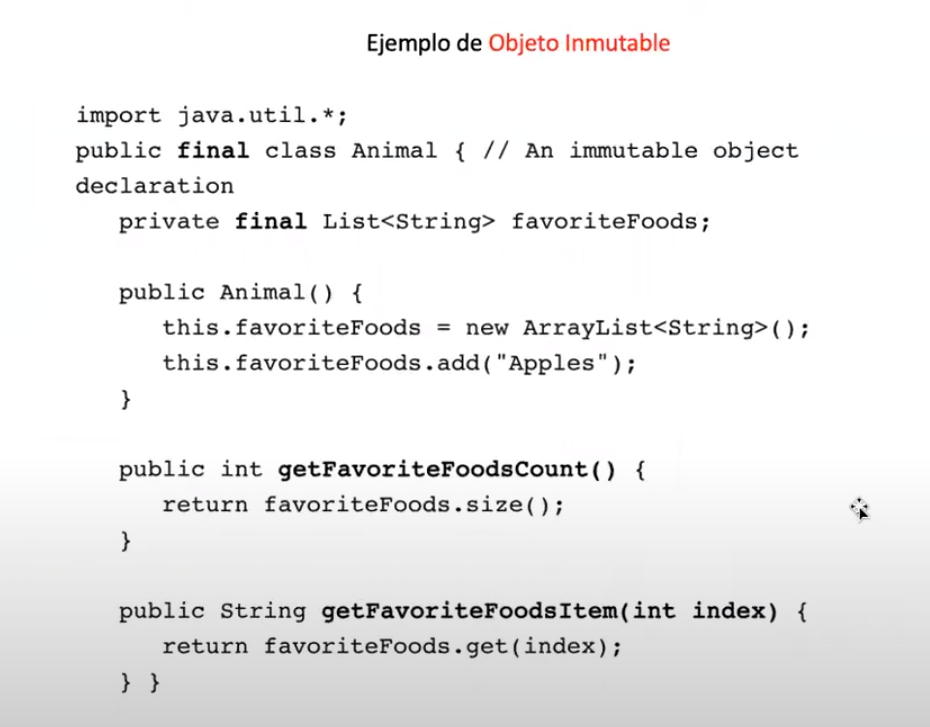 Ejemplo de Objeto Inmutable
import java.util.*;
public final class Animal { // An immutable object
declaration
private final List<String> favoriteFoods;
public Animal() {
this.favoriteFoods = new ArrayList<String>();
this.favoriteFoods.add("Apples");
}
public int getFavoriteFoodsCount() {
return favoriteFoods.size();
}
public String getFavoriteFoodsItem(int index) {
return favoriteFoods.get(index);
} }